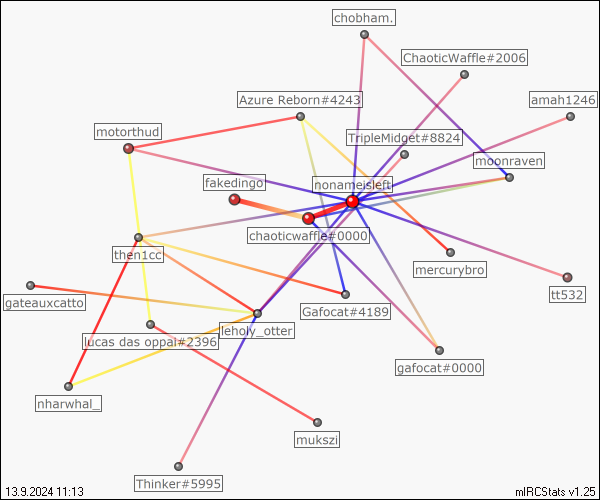 chobham.
ChaoticWaffle#2006
Azure Reborn#4243
amah1246
motorthud
TripleMidget#8824
moonraven
fakedingo
nonameisleft
chaoticwaffle#0000
then1cc
mercurybro
tt532
gateauxcatto
Gafocat#4189
leholy_otter
lucas das oppai#2396
gafocat#0000
nharwhal_
mukszi
Thinker#5995
13.9.2024 11:13
mIRCStats v1.25